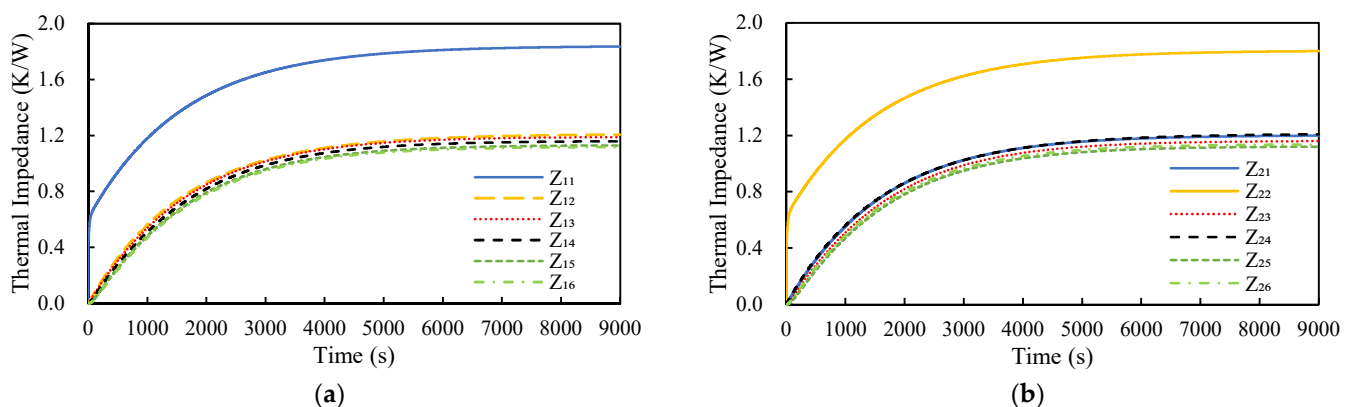 Thermal Impedance (K/W)
2.0
1.6
1.2
0.8
0.4
0.0
Z₁₁
Z₁₂
Z₁₃
Z₁₄
Z₁₅
Z₁₆
0 1000 2000 3000 4000 5000 6000 7000 8000 9000
Time (s)
(a)
Thermal Impedance (K/W)
2.0
1.6
1.2
0.8
0.4
0.0
Z₂₁
Z₂₂
Z₂₃
Z₂₄
Z₂₅
Z₂₆
0 1000 2000 3000 4000 5000 6000 7000 8000 9000
Time (s)
(b)